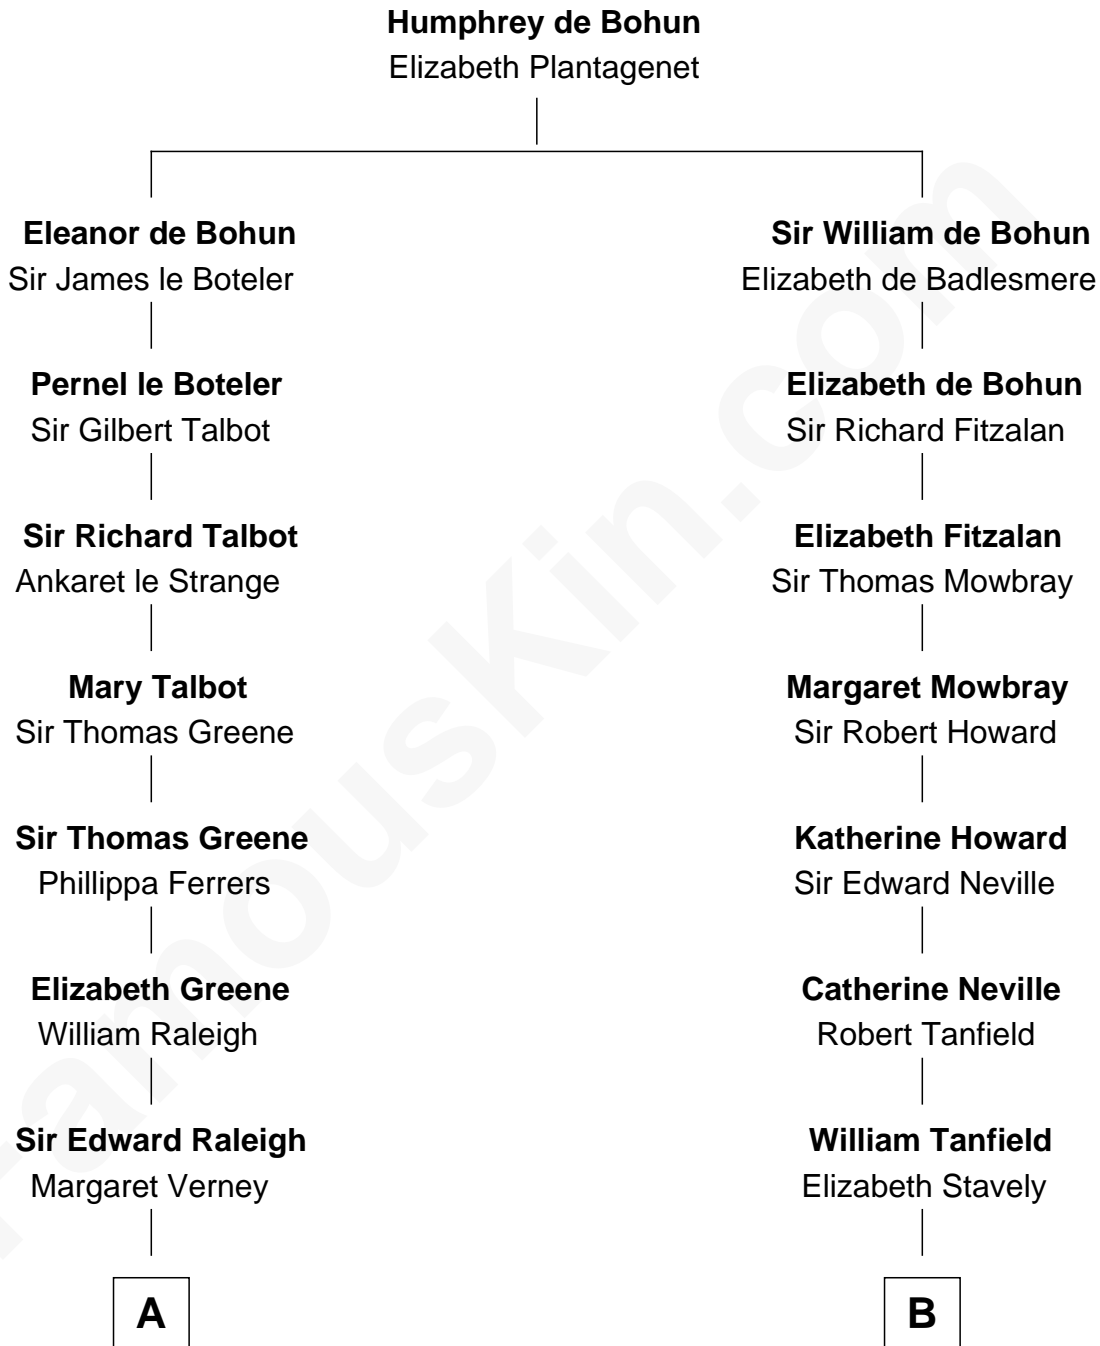 Humphrey de Bohun
Elizabeth Plantagenet
Eleanor de Bohun
Sir James le Boteler
Sir William de Bohun
Elizabeth de Badlesmere
Pernel le Boteler
Sir Gilbert Talbot
Elizabeth de Bohun
Sir Richard Fitzalan
Sir Richard Talbot
Ankaret le Strange
Elizabeth Fitzalan
Sir Thomas Mowbray
Mary Talbot
Sir Thomas Greene
Margaret Mowbray
Sir Robert Howard
Sir Thomas Greene
Phillippa Ferrers
Katherine Howard
Sir Edward Neville
Elizabeth Greene
William Raleigh
Catherine Neville
Robert Tanfield
Sir Edward Raleigh
Margaret Verney
William Tanfield
Elizabeth Stavely
A
B
FamousKin.com